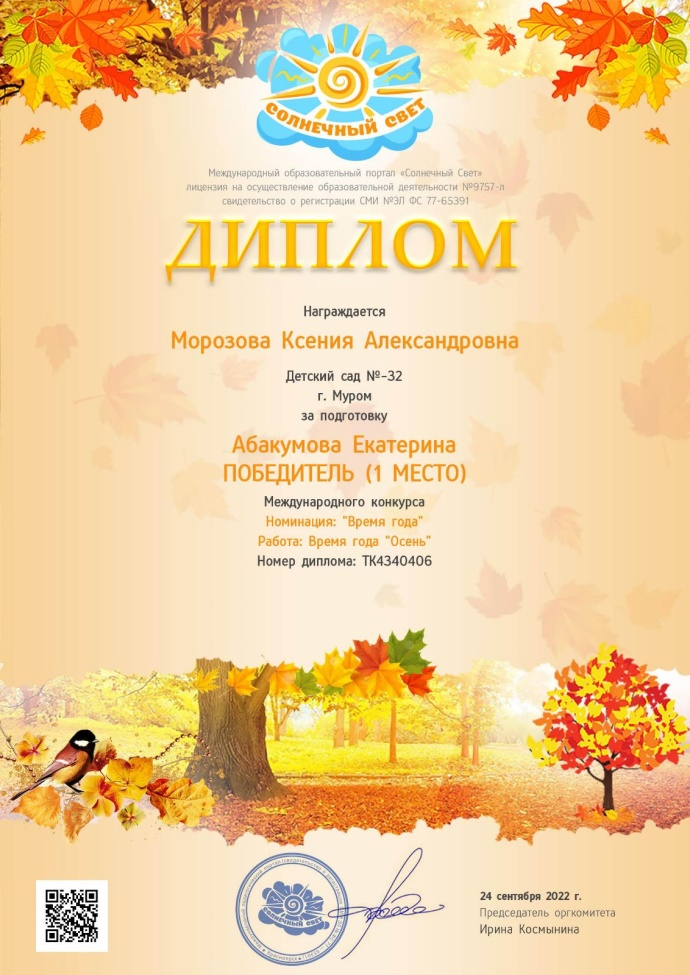 СОЛНЕЧНЫЙ СВЕТ
Международный образовательный портал «Солнечный Свет»
лицензия на осуществление образовательной деятельности №9757-л
свидетельство о регистрации СМИ №ЭЛ ФС 77-65391
ДИПЛОМ
Награждается
Морозова Ксения Александровна
Детский сад №-32
г. Муром
за подготовку
Абакумова Екатерина
ПОБЕДИТЕЛЬ (1 МЕСТО)
Международного конкурса
Номинация: "Время года"
Работа: Время года "Осень"
Номер диплома: ТК4340406
СОЛНЕЧНЫЙ СВЕТ
24 сентября 2022 г.
Председатель оргкомитета
Ирина Космынина